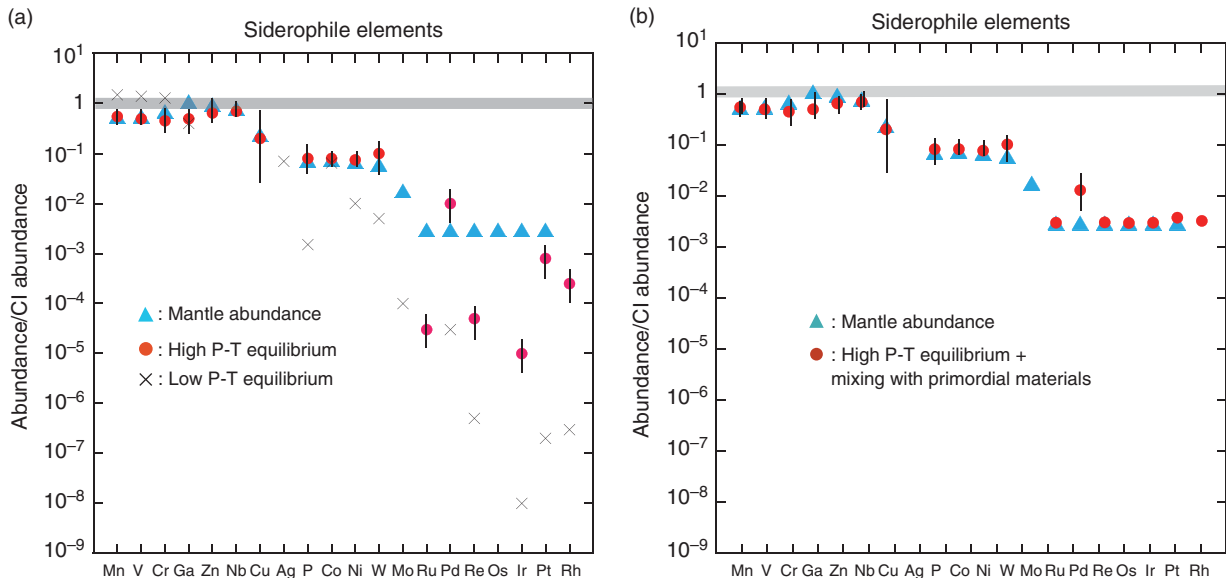 (a)
Siderophile elements
10¹
1
10⁻¹
10⁻²
10⁻³
10⁻⁴
10⁻⁵
10⁻⁶
10⁻⁷
10⁻⁸
10⁻⁹
Abundance/CI abundance
: Mantle abundance
: High P-T equilibrium
: Low P-T equilibrium
Mn V Cr Ga Zn Nb Cu Ag P Co Ni W Mo Ru Pd Re Os Ir Pt Rh
(b)
Siderophile elements
10¹
1
10⁻¹
10⁻²
10⁻³
10⁻⁴
10⁻⁵
10⁻⁶
10⁻⁷
10⁻⁸
10⁻⁹
Abundance/CI abundance
: Mantle abundance
: High P-T equilibrium +
mixing with primordial materials
Mn V Cr Ga Zn Nb Cu Ag P Co Ni W Mo Ru Pd Re Os Ir Pt Rh